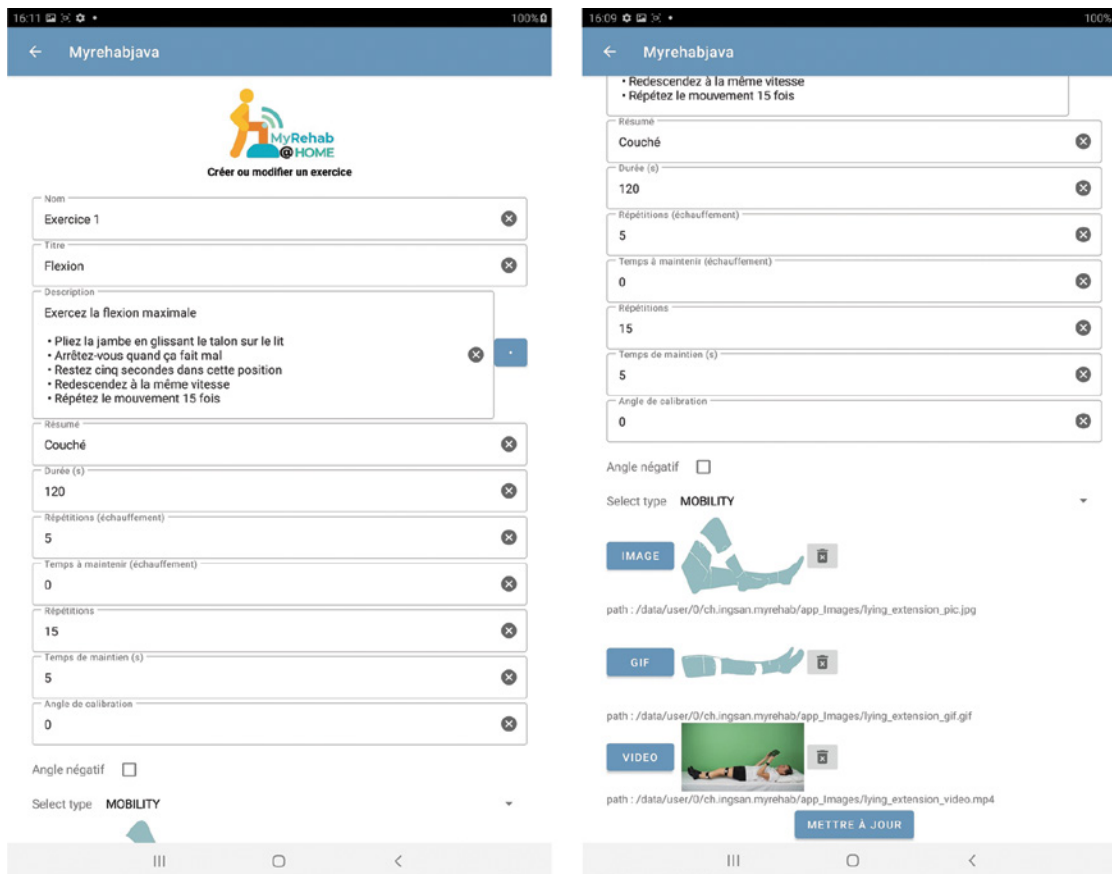 16:11
100%
Myrehabjava
MyRehab
@HOME
Créer ou modifier un exercice
Nom
Exercice 1
Titre
Flexion
Description
Exercez la flexion maximale
• Pliez la jambe en glissant le talon sur le lit
• Arrêtez-vous quand ça fait mal
• Restez cinq secondes dans cette position
• Redescendez à la même vitesse
• Répétez le mouvement 15 fois
Résumé
Couché
Durée (s)
120
Répétitions (échauffement)
5
Temps à maintenir (échauffement)
0
Répétitions
15
Temps de maintien (s)
5
Angle de calibration
0
Angle négatif
Select type MOBILITY
16:09
100%
Myrehabjava
• Redescendez à la même vitesse
• Répétez le mouvement 15 fois
Résumé
Couché
Durée (s)
120
Répétitions (échauffement)
5
Temps à maintenir (échauffement)
0
Répétitions
15
Temps de maintien (s)
5
Angle de calibration
0
Angle négatif
Select type MOBILITY
IMAGE
path : /data/user/0/ch.ingsan.myrehab/app_Images/lying_extension_pic.jpg
GIF
path : /data/user/0/ch.ingsan.myrehab/app_Images/lying_extension_gif.gif
VIDEO
path : /data/user/0/ch.ingsan.myrehab/app_Images/lying_extension_video.mp4
METTRE À JOUR